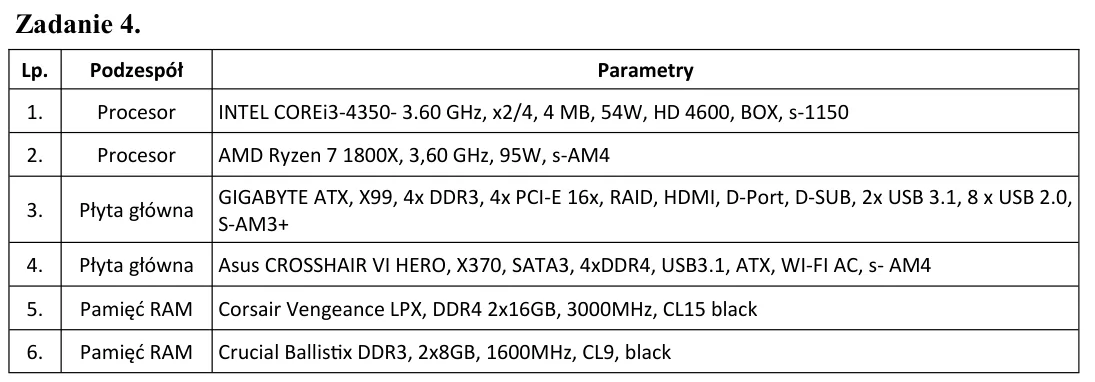 Zadanie 4.
Lp. Podzespół Parametry
1. Procesor INTEL COREi3-4350- 3.60 GHz, x2/4, 4 MB, 54W, HD 4600, BOX, s-1150
2. Procesor AMD Ryzen 7 1800X, 3,60 GHz, 95W, s-AM4
3. Płyta główna GIGABYTE ATX, X99, 4x DDR3, 4x PCI-E 16x, RAID, HDMI, D-Port, D-SUB, 2x USB 3.1, 8 x USB 2.0,
S-AM3+
4. Płyta główna Asus CROSSHAIR VI HERO, X370, SATA3, 4xDDR4, USB3.1, ATX, WI-FI AC, s- AM4
5. Pamięć RAM Corsair Vengeance LPX, DDR4 2x16GB, 3000MHz, CL15 black
6. Pamięć RAM Crucial Ballistix DDR3, 2x8GB, 1600MHz, CL9, black